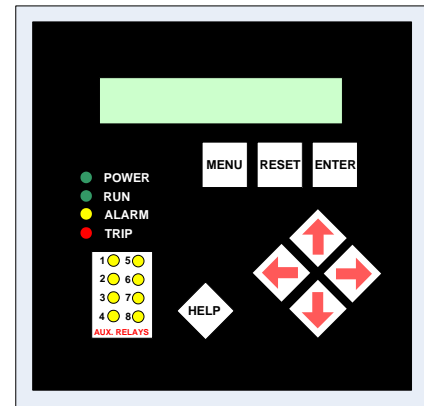 MENU RESET ENTER
POWER
RUN
ALARM
TRIP
1 5
2 6
3 7
4 8
AUX. RELAYS
HELP